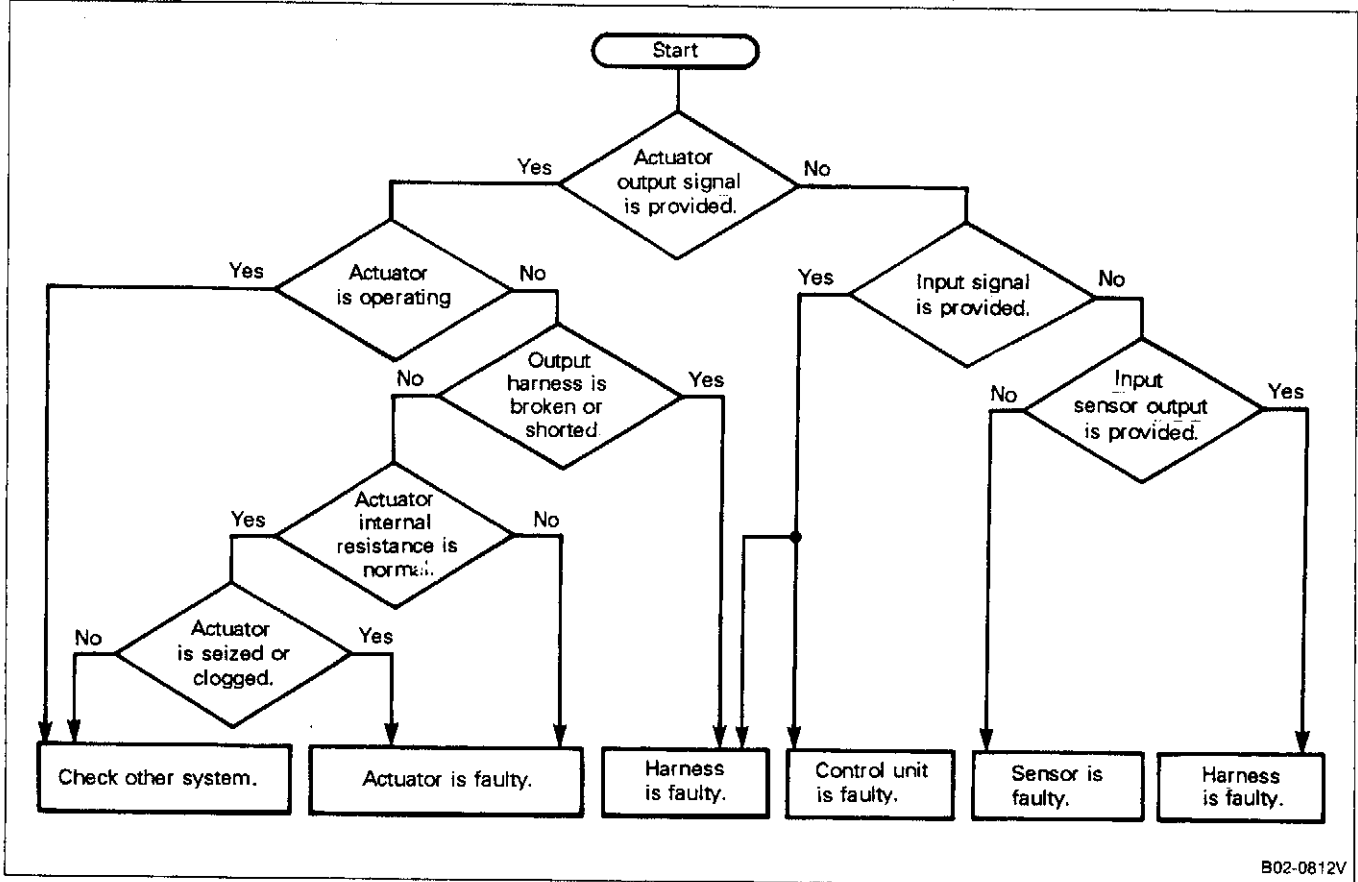 Start
Actuator
output signal
is provided.
Yes
No
Actuator
is operating
Yes
No
Input signal
is provided.
Yes
No
Output
harness is
broken or
shorted
No
Yes
Input
sensor output
is provided.
No
Yes
Actuator
internal
resistance is
normal.
Yes
No
Actuator
is seized or
clogged.
No
Yes
Check other system.
Actuator is faulty.
Harness
is faulty.
Control unit
is faulty.
Sensor is
faulty.
Harness
is faulty.
B02-0812V